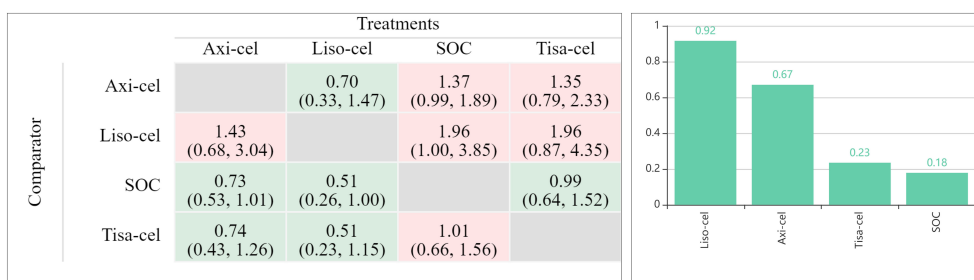 Treatments
Axi-cel Liso-cel SOC Tisa-cel
Comparator
Axi-cel 0.70 1.37 1.35
(0.33, 1.47) (0.99, 1.89) (0.79, 2.33)
Liso-cel 1.43 1.96 1.96
(0.68, 3.04) (1.00, 3.85) (0.87, 4.35)
SOC 0.73 0.51 0.99
(0.53, 1.01) (0.26, 1.00) (0.64, 1.52)
Tisa-cel 0.74 0.51 1.01
(0.43, 1.26) (0.23, 1.15) (0.66, 1.56)
1
0.8
0.6
0.4
0.2
0
0.92
0.67
0.23
0.18
Liso-cel
Axi-cel
Tisa-cel
SOC